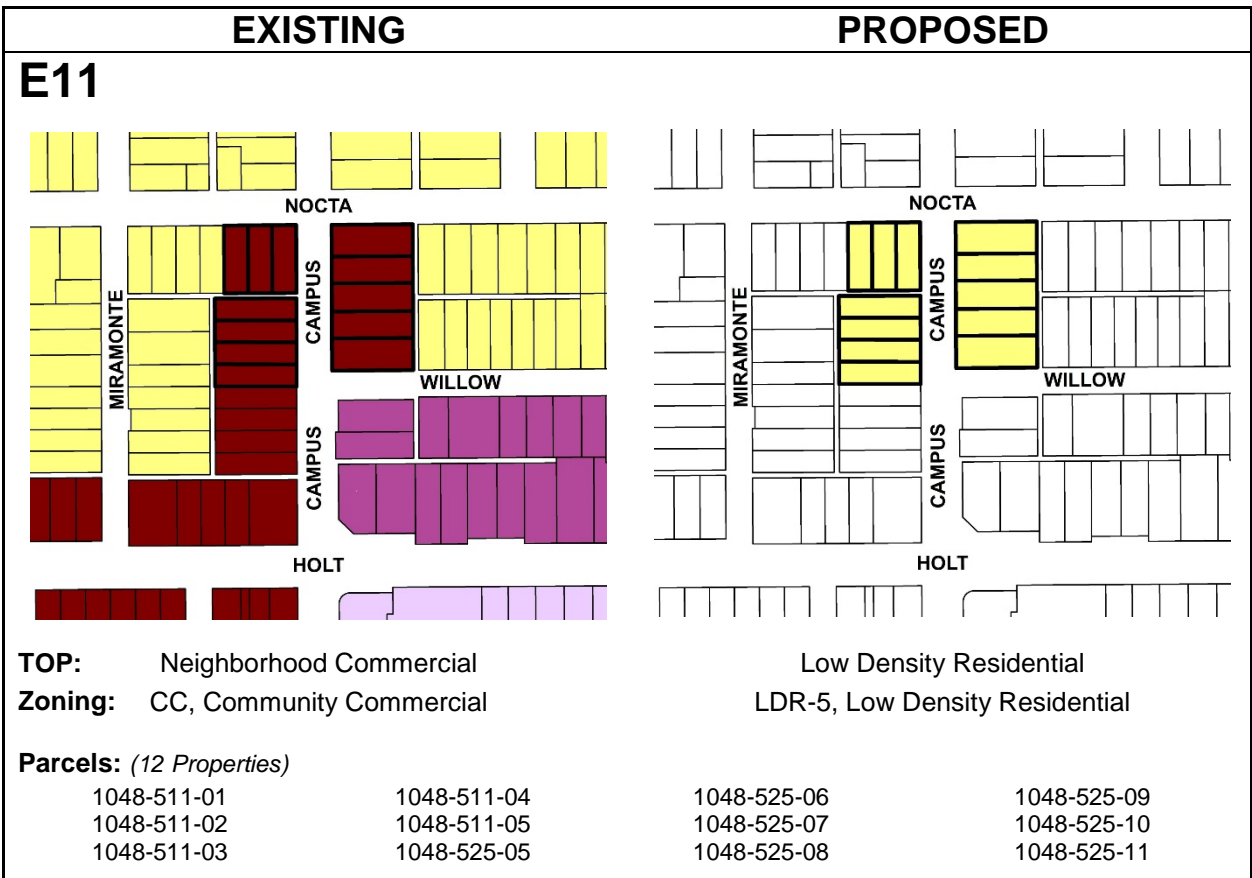 EXISTING PROPOSED
E11
NOCTA NOCTA
MIRAMONTE CAMPUS MIRAMONTE CAMPUS
WILLOW WILLOW
CAMPUS CAMPUS
HOLT HOLT
TOP: Neighborhood Commercial Low Density Residential
Zoning: CC, Community Commercial LDR-5, Low Density Residential
Parcels: (12 Properties)
1048-511-01 1048-511-04 1048-525-06 1048-525-09
1048-511-02 1048-511-05 1048-525-07 1048-525-10
1048-511-03 1048-525-05 1048-525-08 1048-525-11